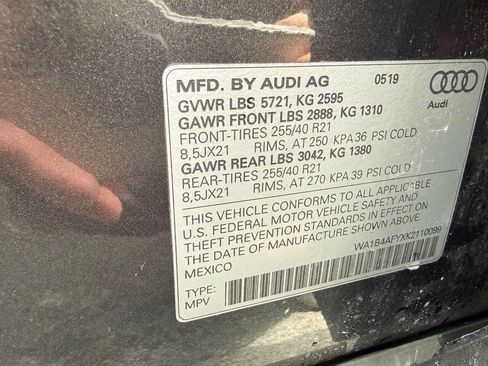 MFD. BY AUDI AG 0519
GVWR LBS 5721, KG 2595
GAWR FRONT LBS 2888, KG 1310
FRONT-TIRES 255/40 R21
8,5JX21 RIMS, AT 250 KPA 36 PSI COLD
GAWR REAR LBS 3042, KG 1380
REAR-TIRES 255/40 R21
8,5JX21 RIMS, AT 270 KPA 39 PSI COLD
Audi
THIS VEHICLE CONFORMS TO ALL APPLICABLE
U.S. FEDERAL MOTOR VEHICLE SAFETY AND
THEFT PREVENTION STANDARDS IN EFFECT ON
THE DATE OF MANUFACTURE SHOWN ABOVE.
MEXICO
WA1B4AFYXK2110099
TYPE:
MPV